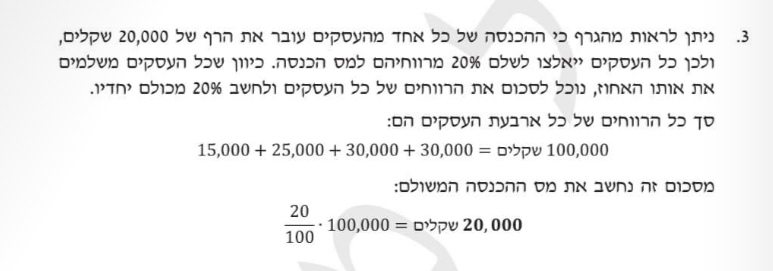 3. ניתן לראות מהגרף כי ההכנסה של כל אחד מהעסקים עובר את הרף של 20,000 שקלים,
ולכן כל העסקים ייאלצו לשלם 20% מרווחיהם למס הכנסה. כיוון שכל העסקים משלמים
את אותו האחוז, נוכל לסכום את הרווחים של כל העסקים ולחשב 20% מכולם יחדיו.
סך כל הרווחים של כל ארבעת העסקים הם:
15,000 + 25,000 + 30,000 + 30,000 = שקלים 100,000
מסכום זה נחשב את מס ההכנסה המשולם:
20/100 · 100,000 = שקלים 20,000